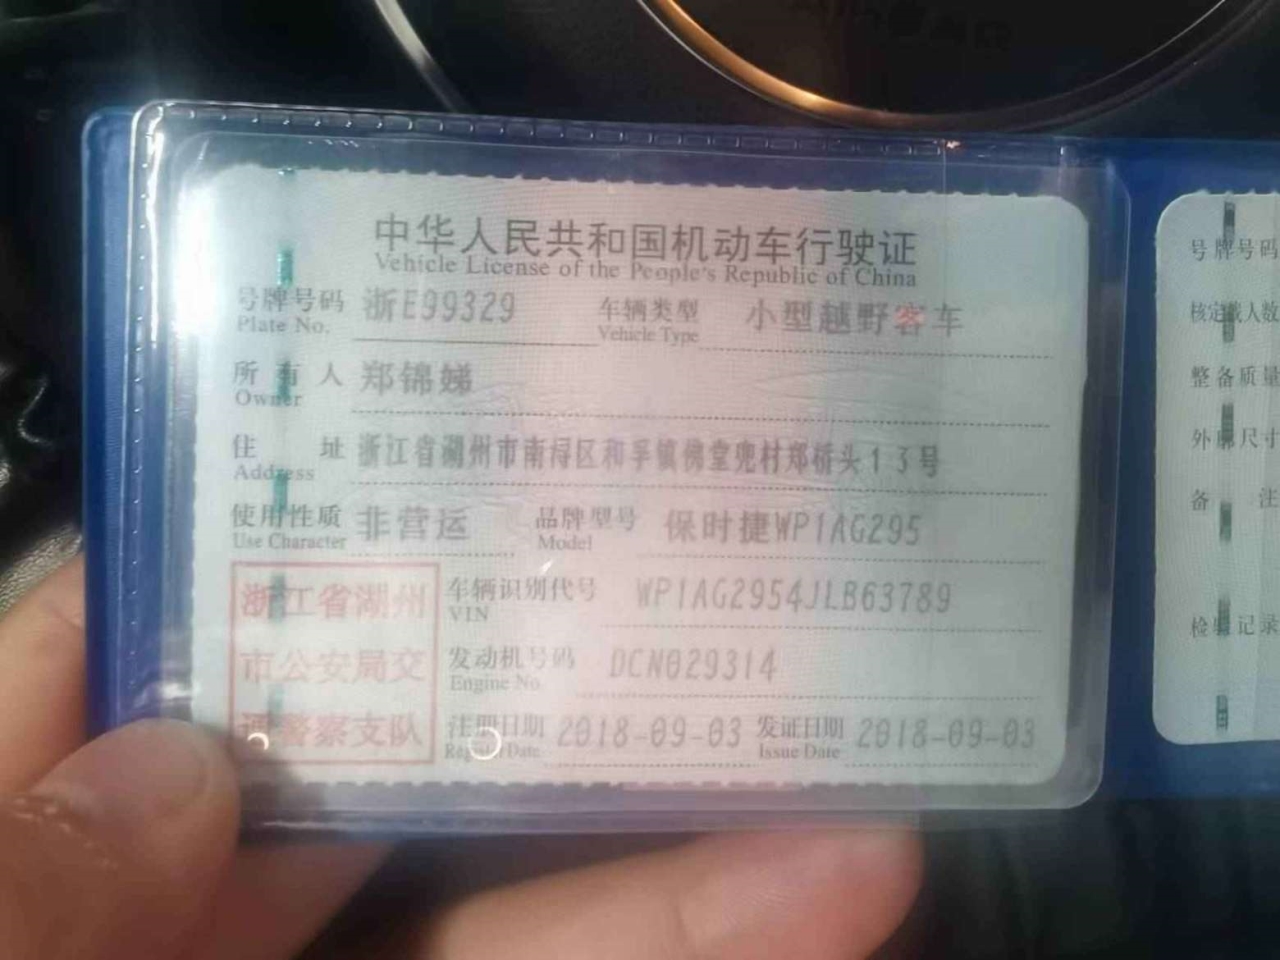 中华人民共和国机动车行驶证
Vehicle License of the People's Republic of China
号牌号码 浙E99329 车辆类型 小型越野客车
Plate No. Vehicle Type
所有人 郑锦娣
Owner
住址 浙江省湖州市南浔区和孚镇佛堂兜村郑桥头13号
Address
使用性质 非营运 品牌型号 保时捷WP1AG295
Use Character Model
浙江省湖州
市公安局交
通警察支队
车辆识别代号 WP1AG2954JLB63789
VIN
发动机号码 DCN029314
Engine No.
注册日期 2018-09-03 发证日期 2018-09-03
Register Date Issue Date
号牌号码
核定载人数
整备质量
外廓尺寸
备注
检验记录